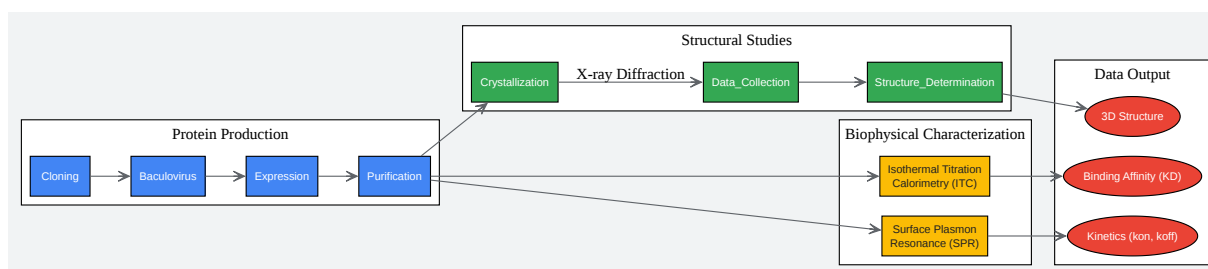 Structural Studies
Crystallization
X-ray Diffraction
Data_Collection
Structure_Determination
Data Output
3D Structure
Protein Production
Cloning
Baculovirus
Expression
Purification
Biophysical Characterization
Isothermal Titration
Calorimetry (ITC)
Binding Affinity (KD)
Surface Plasmon
Resonance (SPR)
Kinetics (kon, koff)